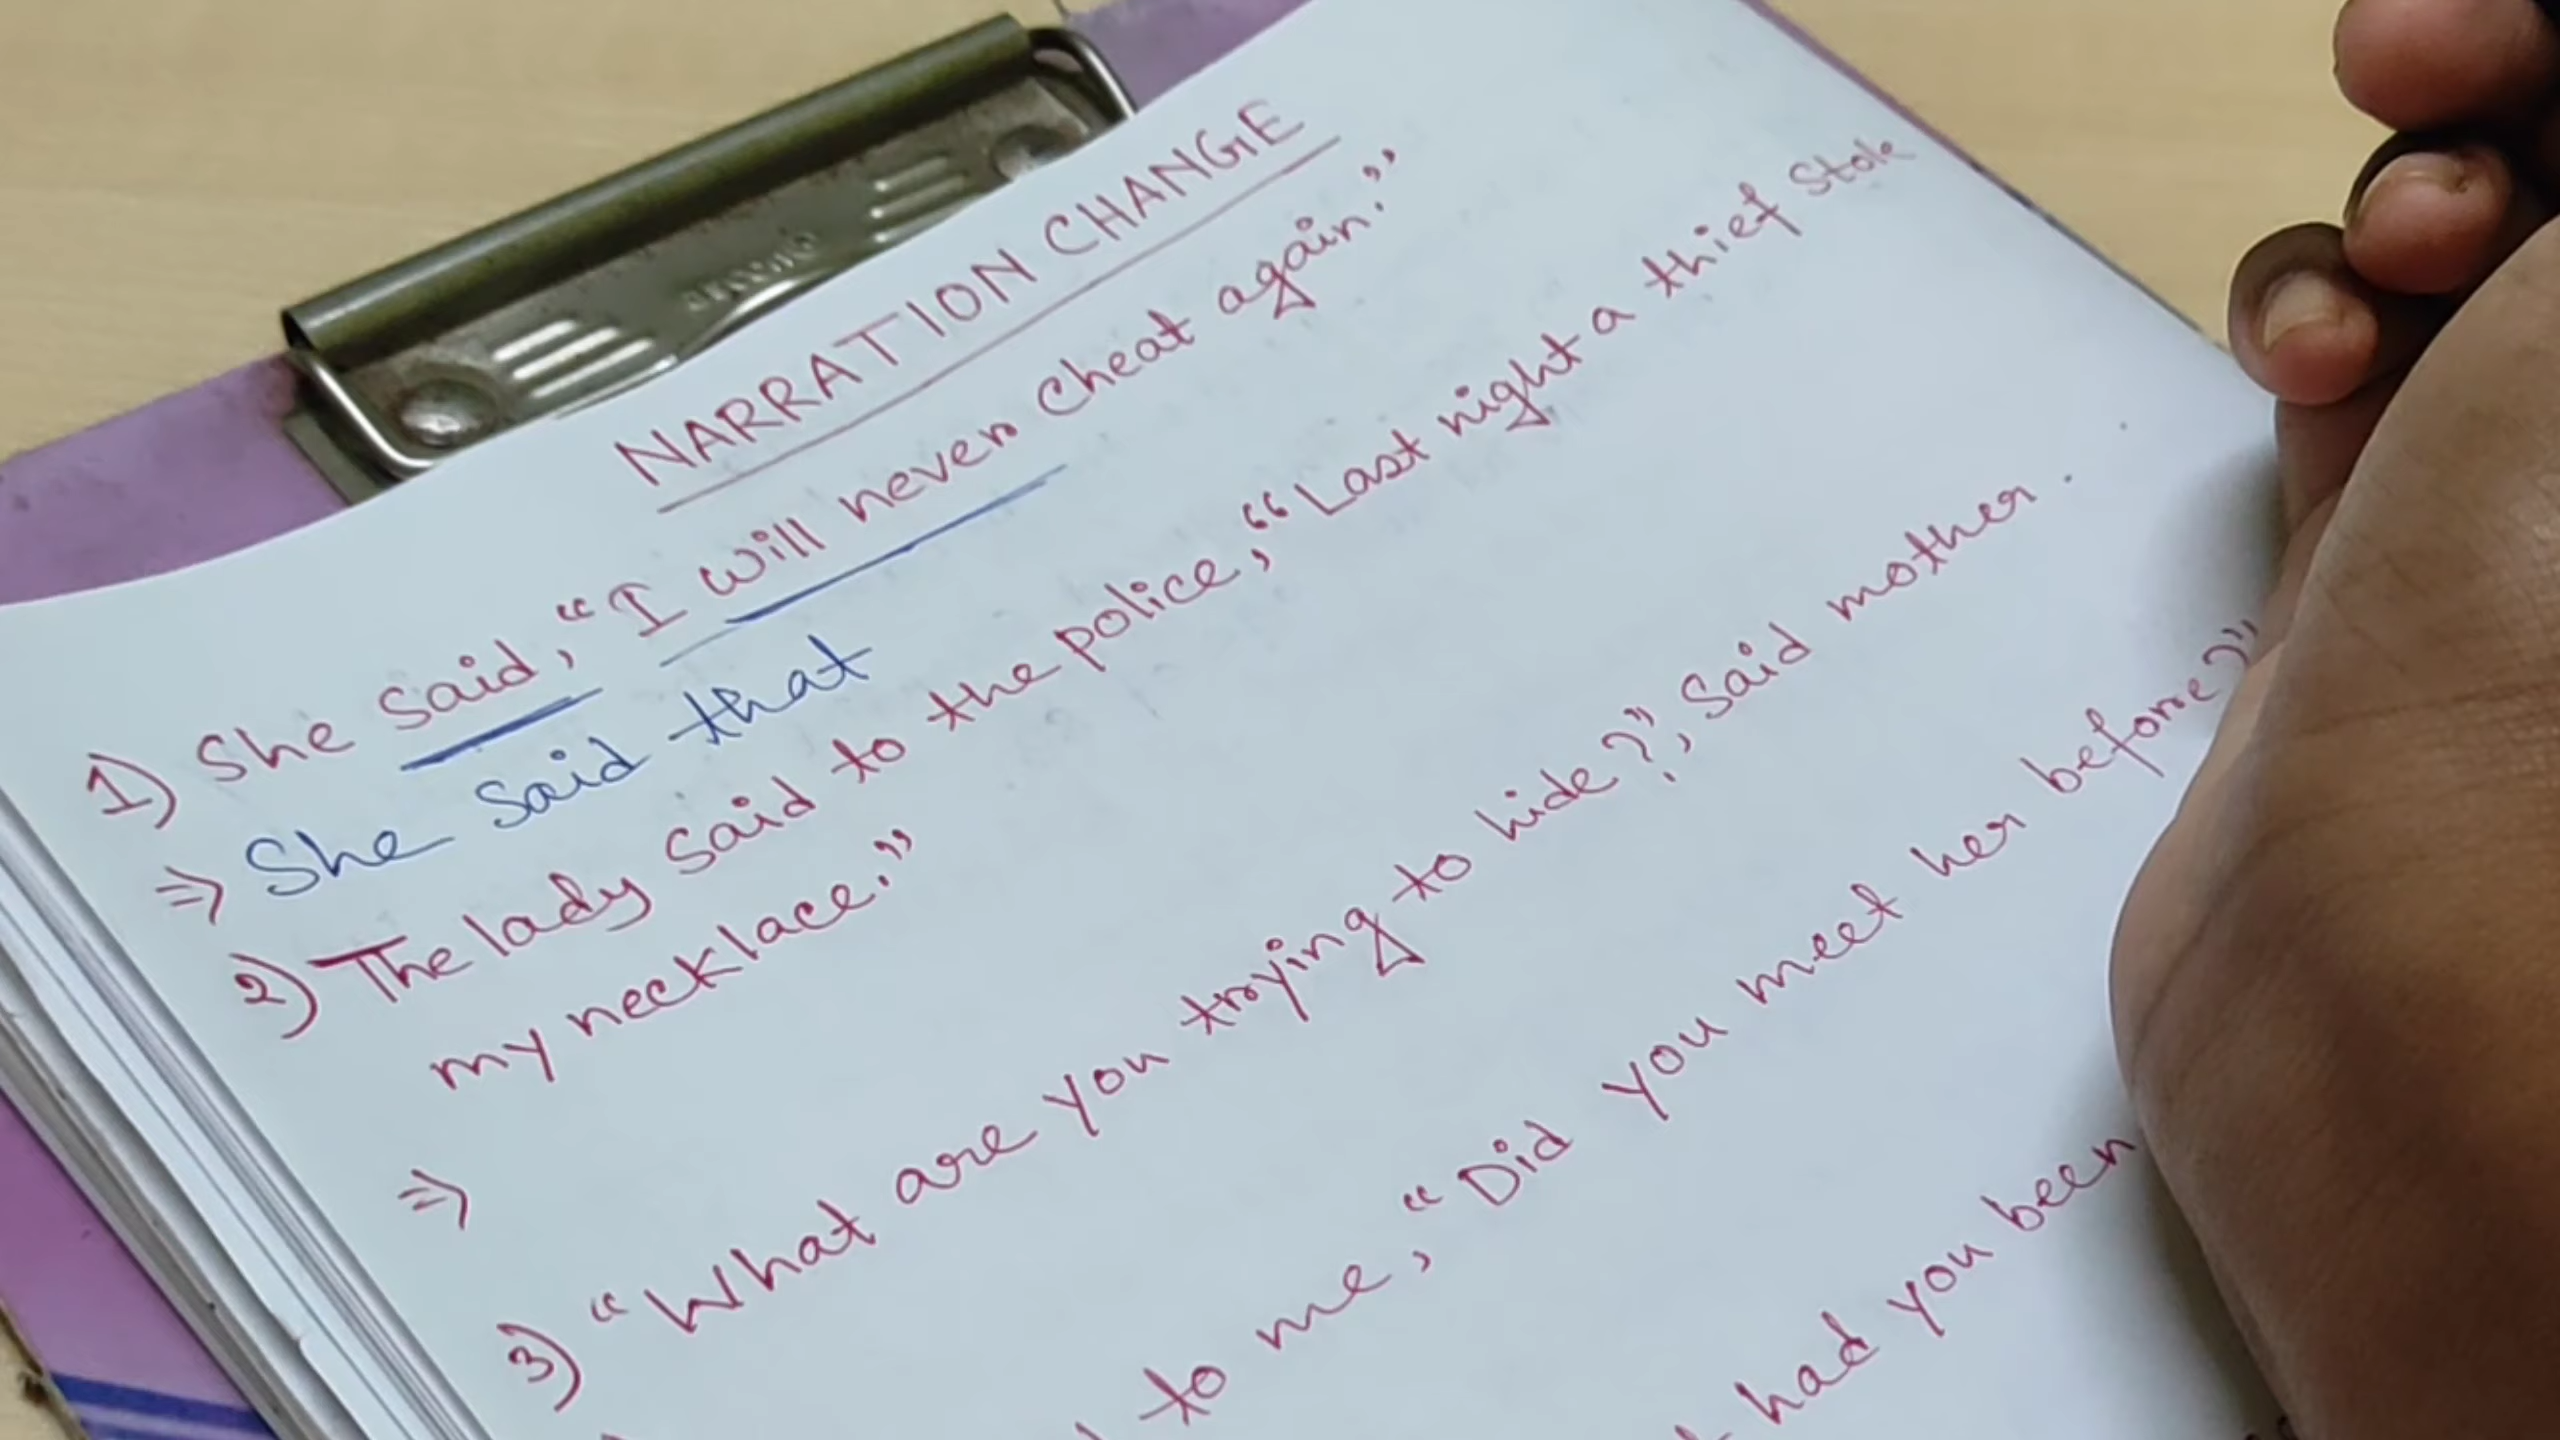 NARRATION CHANGE
1) She said, "I will never cheat again."
⇒ She said that
2) The lady said to the police, "Last night a thief stole
my necklace."
⇒
3) "What are you trying to hide?", said mother.
to me, "Did you meet her before?"
had you been